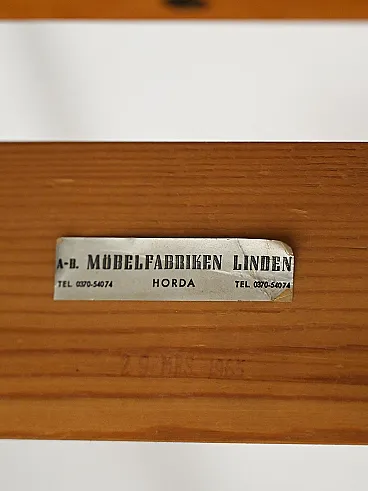 A-B. MÖBELFABRIKEN LINDEN
TEL. 0370-54074 HORDA TEL. 0370-54074